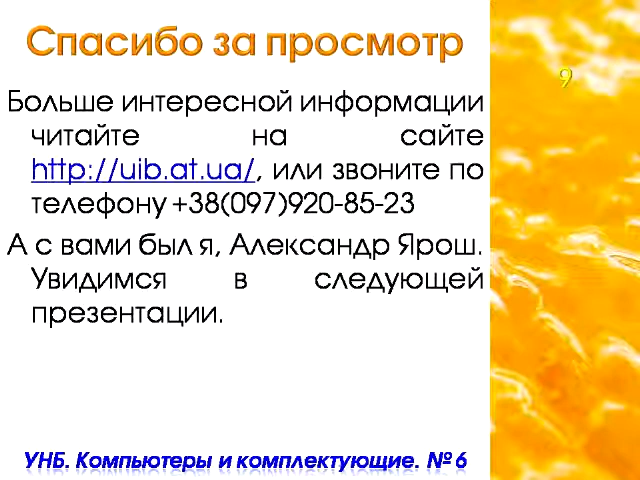 Спасибо за просмотр
9
Больше интересной информации
читайте на сайте
http://uib.at.ua/, или звоните по
телефону +38(097)920-85-23
А с вами был я, Александр Ярош.
Увидимся в следующей
презентации.
УНБ. Компьютеры и комплектующие. №6